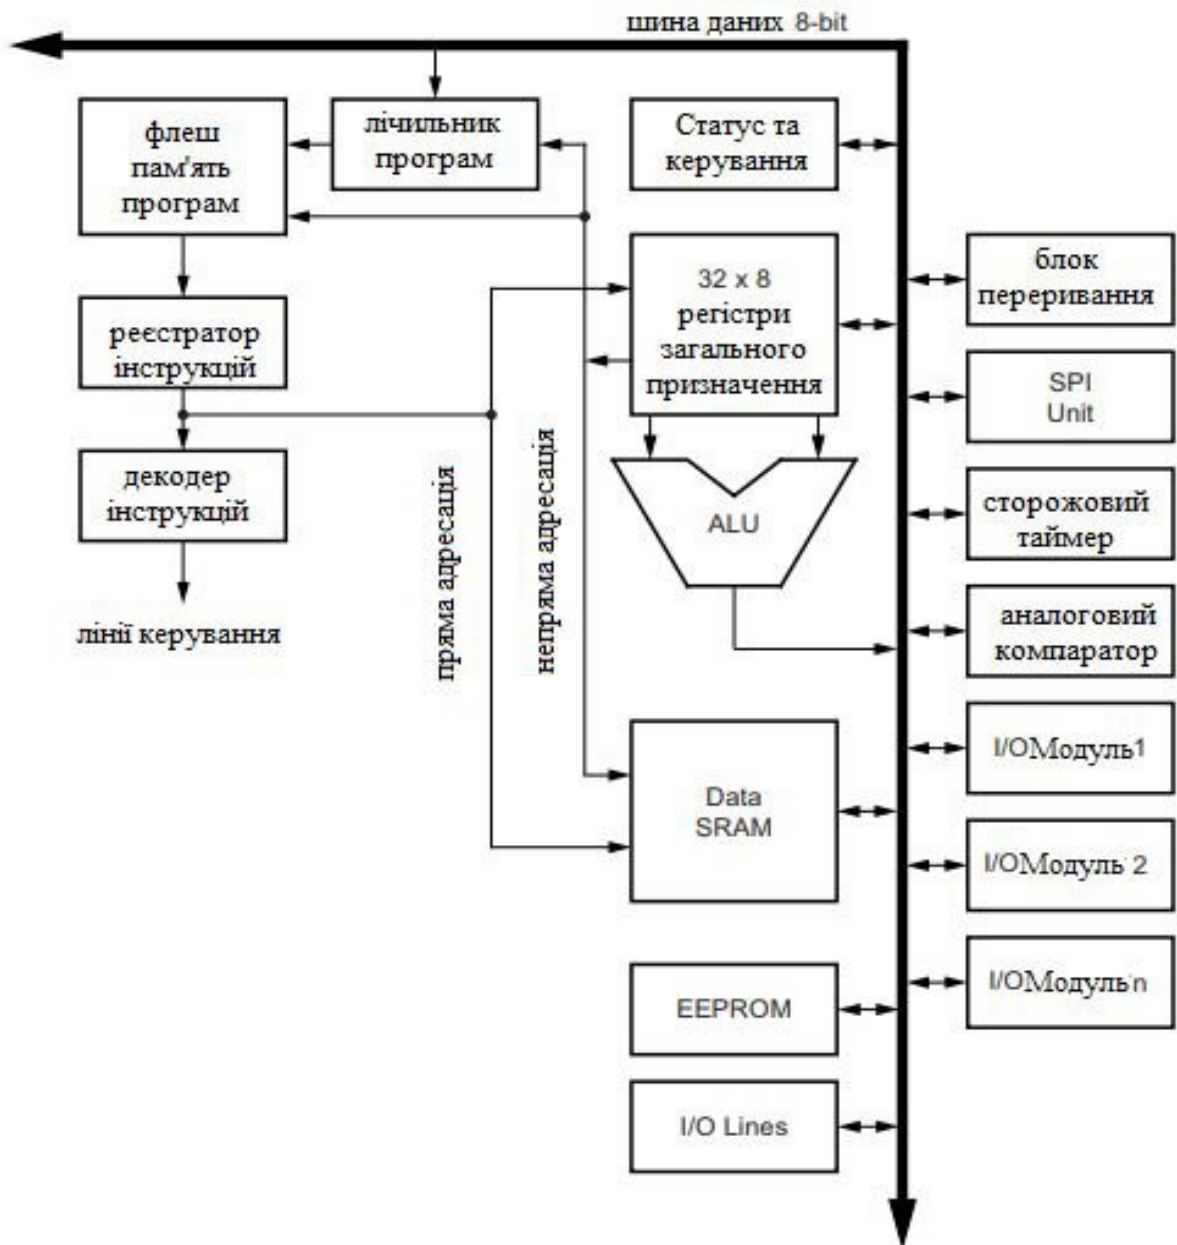 шина даних 8-bit
флеш
пам'ять
програм
лічильник
програм
Статус та
керування
32 x 8
регістри
загального
призначення
блок
переривання
реєстратор
інструкцій
SPI
Unit
декодер
інструкцій
пряма адресація
непряма адресація
ALU
сторожовий
таймер
лінії керування
аналоговий
компаратор
I/OМодуль1
Data
SRAM
I/OМодуль 2
EEPROM
I/OМодуль n
I/O Lines